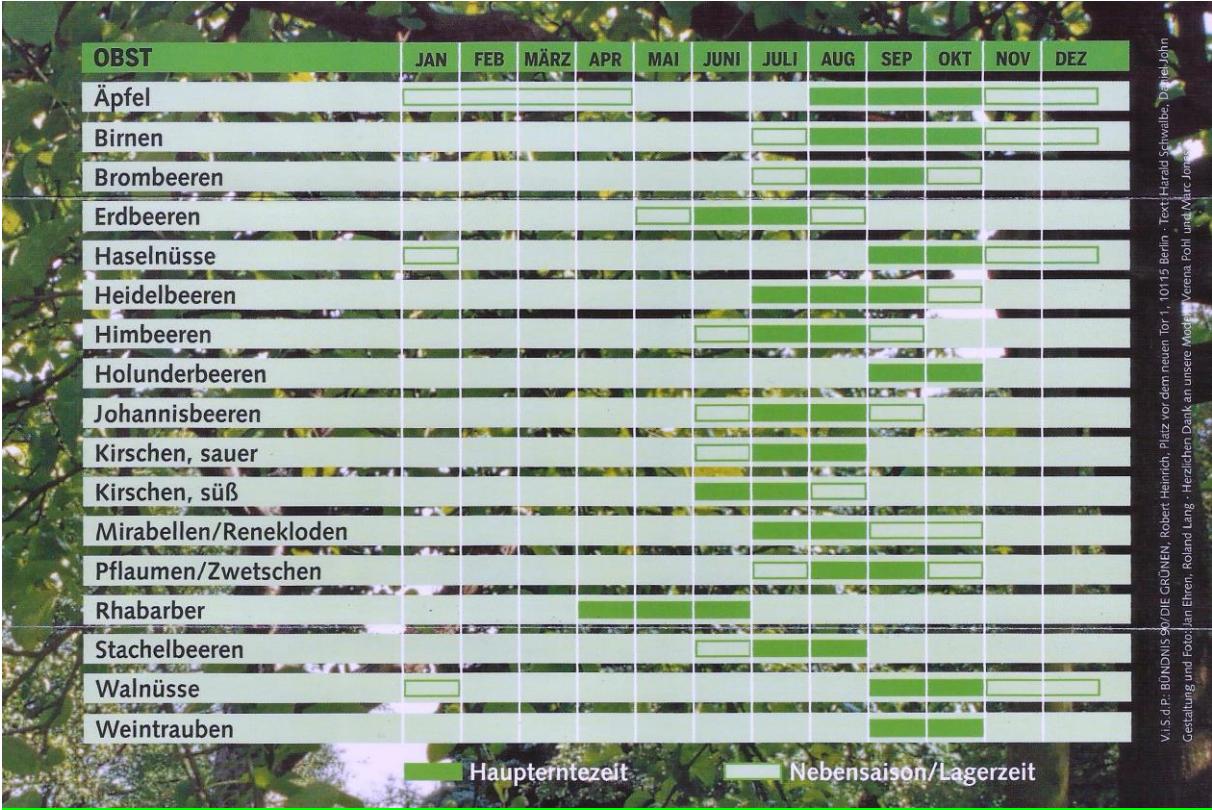 OBST JAN FEB MÄRZ APR MAI JUNI JULI AUG SEP OKT NOV DEZ
Äpfel
Birnen
Brombeeren
Erdbeeren
Haselnüsse
Heidelbeeren
Himbeeren
Holunderbeeren
Johannisbeeren
Kirschen, sauer
Kirschen, süß
Mirabellen/Renekloden
Pflaumen/Zwetschen
Rhabarber
Stachelbeeren
Walnüsse
Weintrauben
Haupterntezeit Nebensaison/Lagerzeit
V.i.S.d.P.: BÜNDNIS 90/DIE GRÜNEN, Robert Heinrich, Platz vor dem neuen Tor 1, 10115 Berlin · Text: Harald Schwalbe, Daniel John
Gestaltung und Foto: Jan Ehren, Roland Lang · Herzlichen Dank an unsere Models Verena Pohl und Marc Jonas